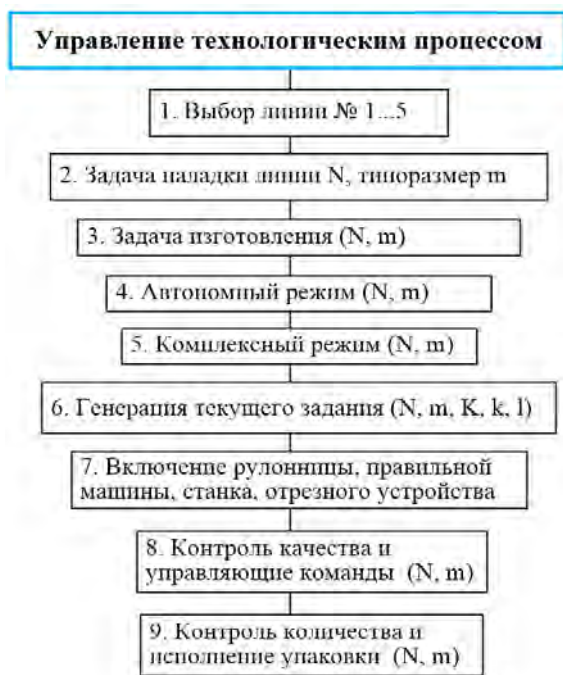 Управление технологическим процессом
1. Выбор линии № 1...5
2. Задача наладки линии N, типоразмер m
3. Задача изготовления (N, m)
4. Автономный режим (N, m)
5. Комплексный режим (N, m)
6. Генерация текущего задания (N, m, K, k, l)
7. Включение рулонницы, правильной
машины, станка, отрезного устройства
8. Контроль качества и
управляющие команды (N, m)
9. Контроль количества и
исполнение упаковки (N, m)